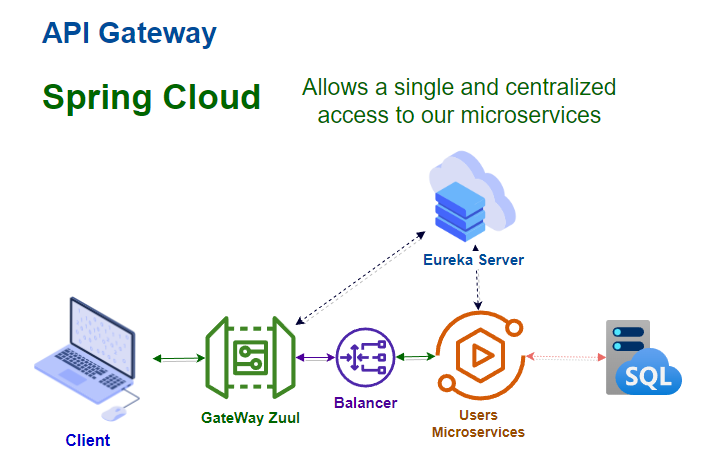 API Gateway
Spring Cloud
Allows a single and centralized
access to our microservices
Eureka Server
SQL
Balancer
GateWay Zuul
Users
Microservices
Client